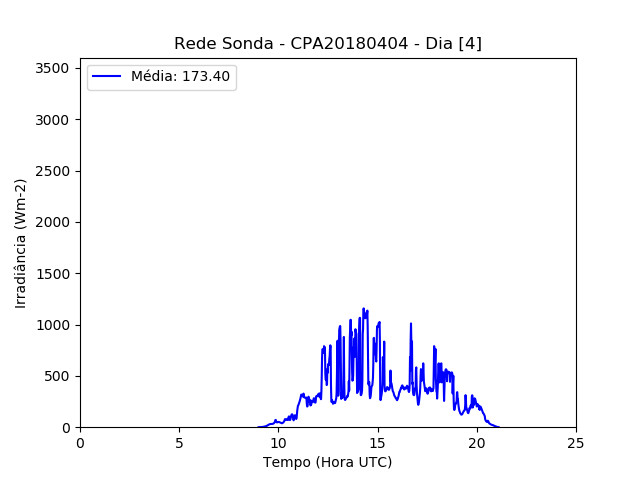 Rede Sonda - CPA20180404 - Dia [4]
Média: 173.40
3500
3000
2500
2000
1500
1000
500
0
Irradiância (Wm-2)
0 5 10 15 20 25
Tempo (Hora UTC)